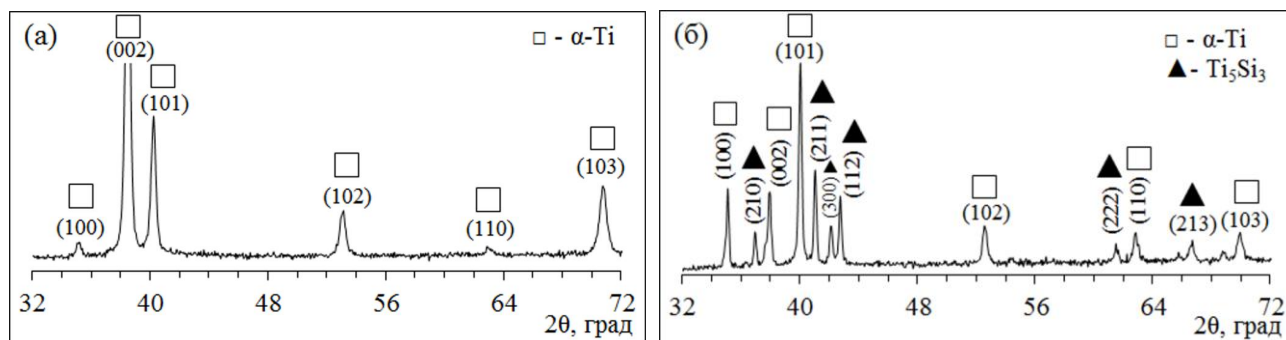 (а)
□ - α-Ti
(002)
(101)
(100)
(102)
(110)
(103)
32 40 48 56 64 72
2θ, град
(б)
□ - α-Ti
▲ - Ti₅Si₃
(101)
(100)
(210)
(002)
(211)
(300)
(112)
(102)
(222)
(110)
(213)
(103)
32 40 48 56 64 72
2θ, град